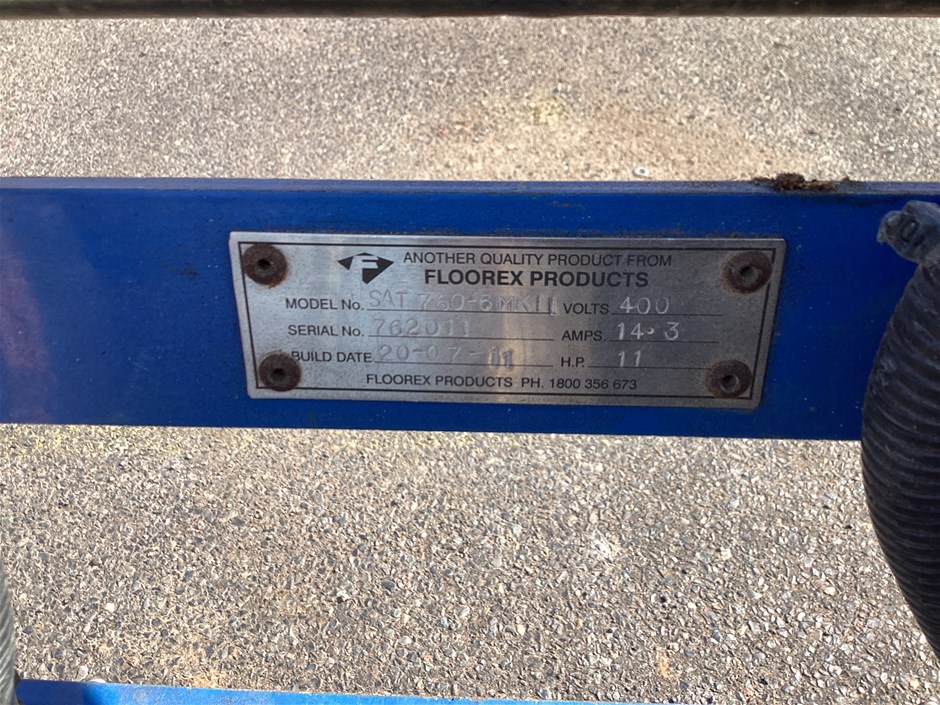 F ANOTHER QUALITY PRODUCT FROM
FLOOREX PRODUCTS
MODEL No. SAT 760-6MKII VOLTS 400
SERIAL No. 762011 AMPS. 14.3
BUILD DATE 20-07-11 H.P. 11
FLOOREX PRODUCTS PH. 1800 356 673